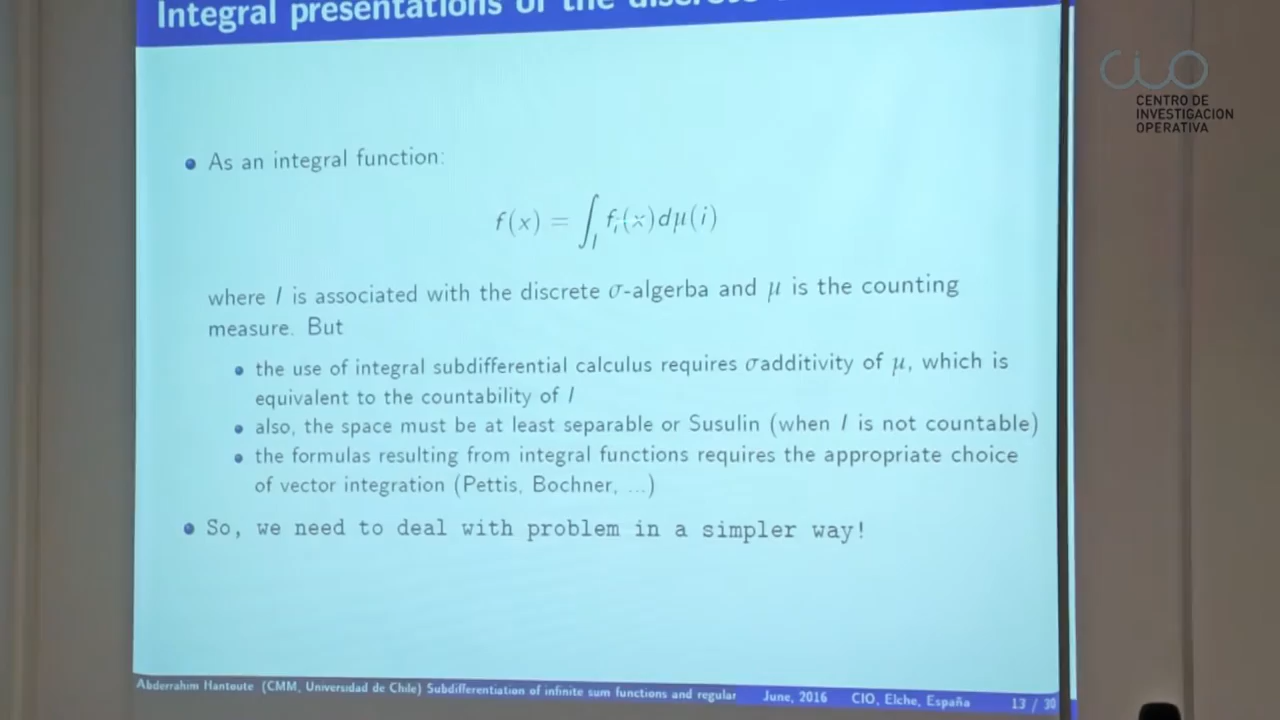 Integral presentations of the discrete
As an integral function:
f(x) = ∫_I f_i(x)dμ(i)
where I is associated with the discrete σ-algerba and μ is the counting
measure. But
the use of integral subdifferential calculus requires σadditivity of μ, which is
equivalent to the countability of I
also, the space must be at least separable or Susulin (when I is not countable)
the formulas resulting from integral functions requires the appropriate choice
of vector integration (Pettis, Bochner, ...)
So, we need to deal with problem in a simpler way!
Abderrahim Hantoute (CMM, Universidad de Chile) Subdifferentiation of infinite sum functions and regular June, 2016 CIO, Elche, España 13 / 30
CIO
CENTRO DE
INVESTIGACION
OPERATIVA